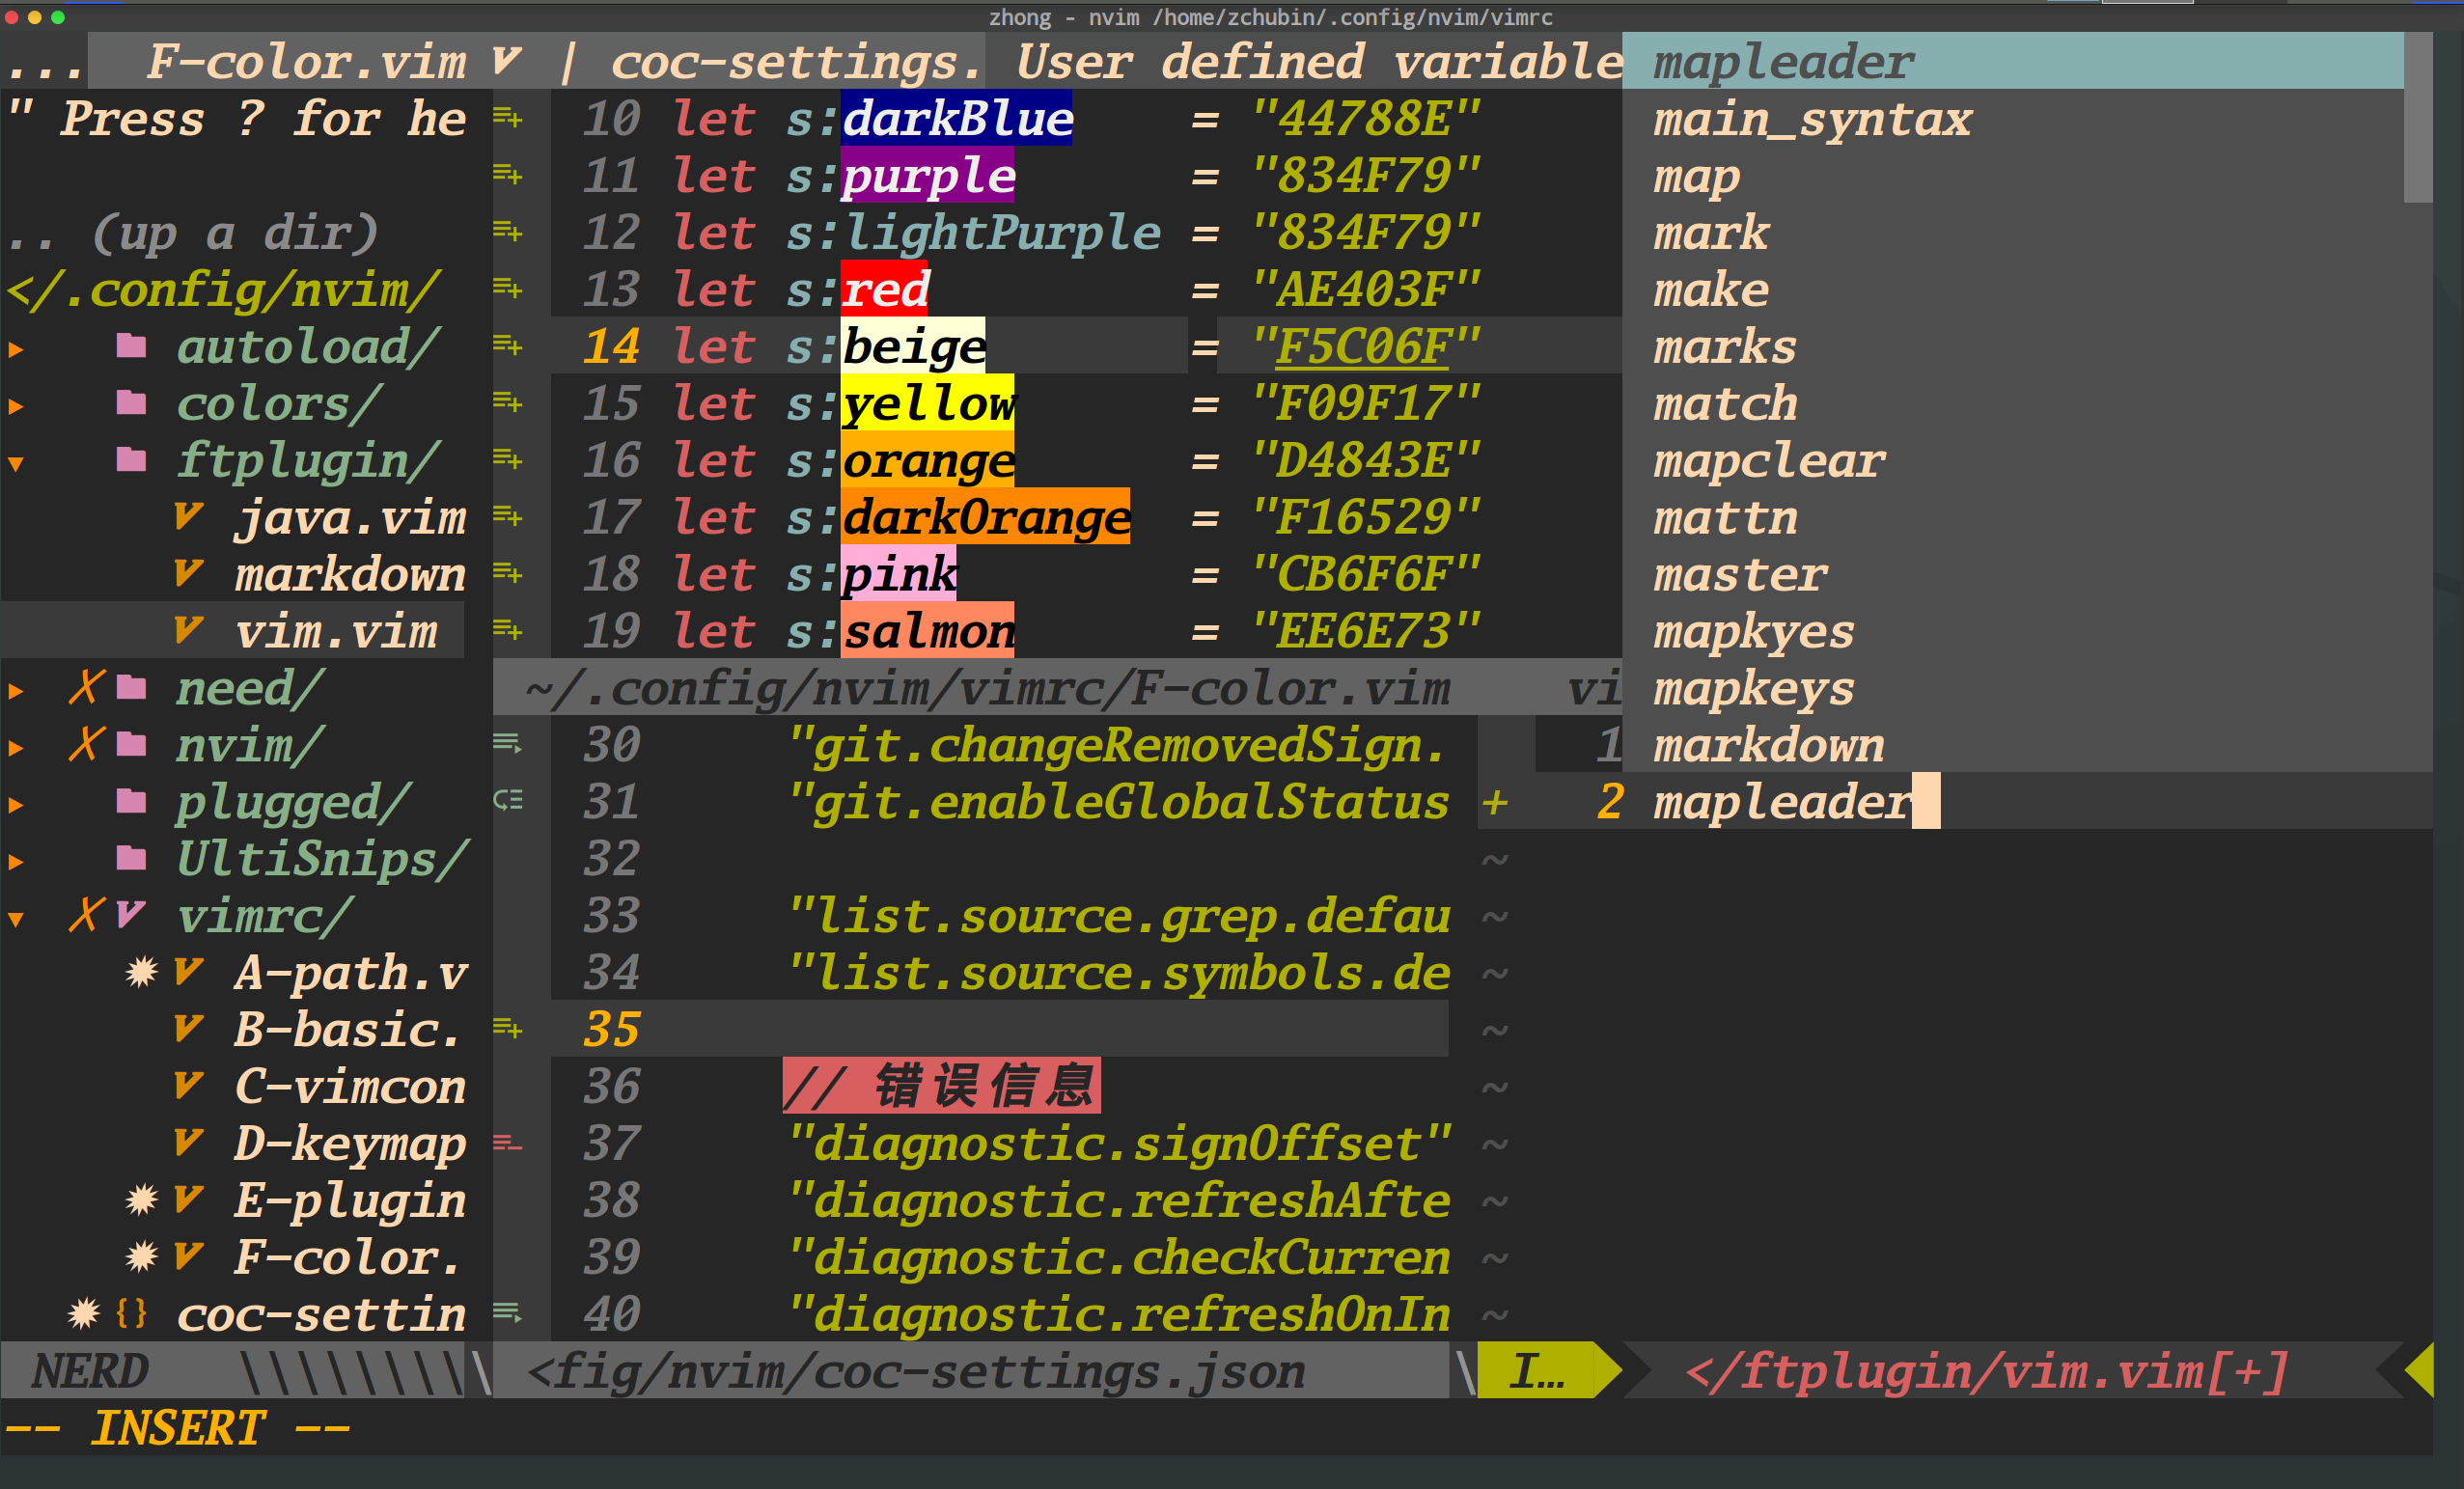 zhong - nvim /home/zchubin/.config/nvim/vimrc
... F-color.vim | coc-settings. User defined variable mapleader
" Press ? for he
.. (up a dir)
</.config/nvim/
autoload/
colors/
ftplugin/
java.vim
markdown
vim.vim
need/
nvim/
plugged/
UltiSnips/
vimrc/
A-path.v
B-basic.
C-vimcon
D-keymap
E-plugin
F-color.
{} coc-settin
10 let s:darkBlue = "44788E"
11 let s:purple = "834F79"
12 let s:lightPurple = "834F79"
13 let s:red = "AE403F"
14 let s:beige = "F5C06F"
15 let s:yellow = "F09F17"
16 let s:orange = "D4843E"
17 let s:darkOrange = "F16529"
18 let s:pink = "CB6F6F"
19 let s:salmon = "EE6E73"
~/.config/nvim/vimrc/F-color.vim vi
30 "git.changeRemovedSign.
31 "git.enableGlobalStatus
32
33 "list.source.grep.defau
34 "list.source.symbols.de
35
36 // 错误信息
37 "diagnostic.signOffset"
38 "diagnostic.refreshAfte
39 "diagnostic.checkCurren
40 "diagnostic.refreshOnIn
main_syntax
map
mark
make
marks
match
mapclear
mattn
master
mapkyes
mapkeys
1 markdown
+ 2 mapleader
~
~
~
~
~
~
~
~
~
NERD \\\\\\\\\ <fig/nvim/coc-settings.json \ I… </ftplugin/vim.vim[+]
-- INSERT --